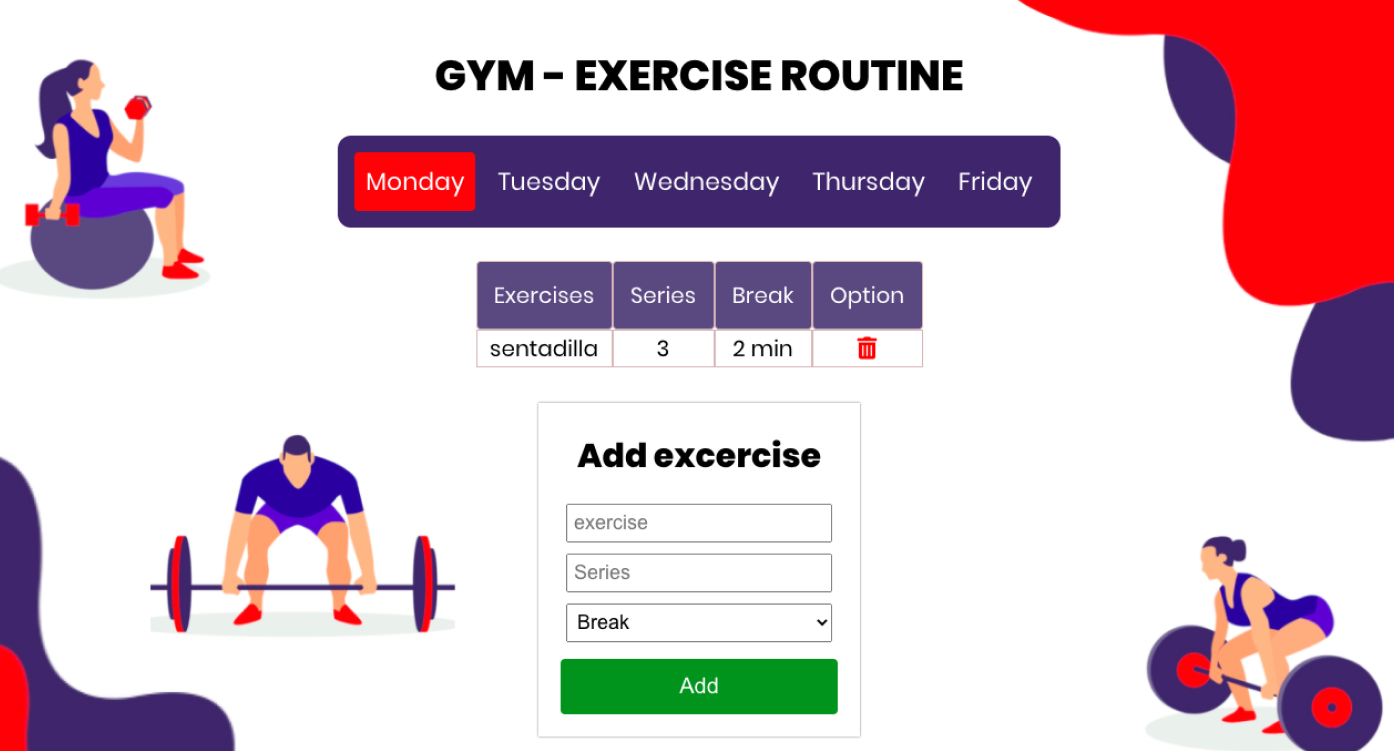 GYM - EXERCISE ROUTINE
Monday Tuesday Wednesday Thursday Friday
Exercises Series Break Option
sentadilla 3 2 min
Add excercise
exercise
Series
Break
Add